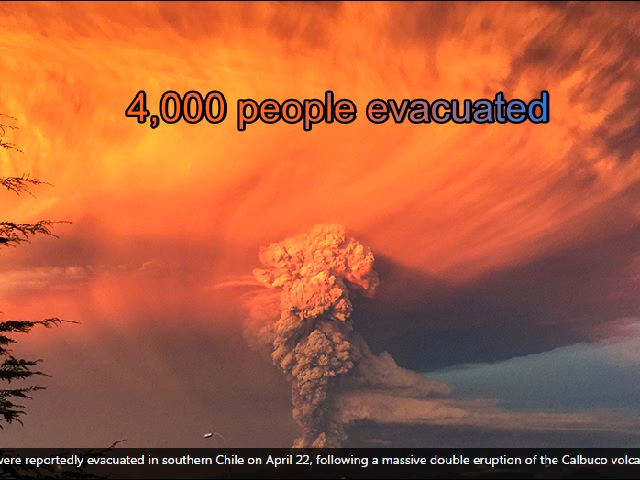 4,000 people evacuated
were reportedly evacuated in southern Chile on April 22, following a massive double eruption of the Calbuco